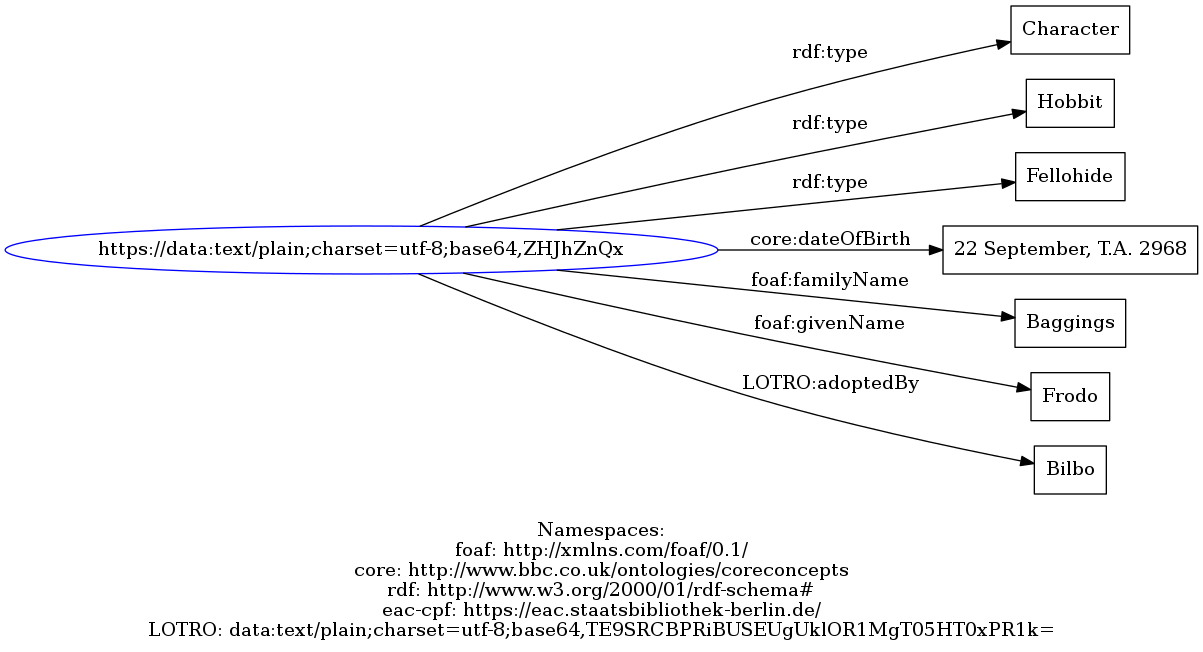 rdf:type
Character
rdf:type
Hobbit
rdf:type
Fellohide
https://data:text/plain;charset=utf-8;base64,ZHJhZnQx
core:dateOfBirth
22 September, T.A. 2968
foaf:familyName
Baggings
foaf:givenName
Frodo
LOTRO:adoptedBy
Bilbo
Namespaces:
foaf: http://xmlns.com/foaf/0.1/
core: http://www.bbc.co.uk/ontologies/coreconcepts
rdf: http://www.w3.org/2000/01/rdf-schema#
eac-cpf: https://eac.staatsbibliothek-berlin.de/
LOTRO: data:text/plain;charset=utf-8;base64,TE9SRCBPRiBUSEUgUklOR1MgT05HT0xPR1k=